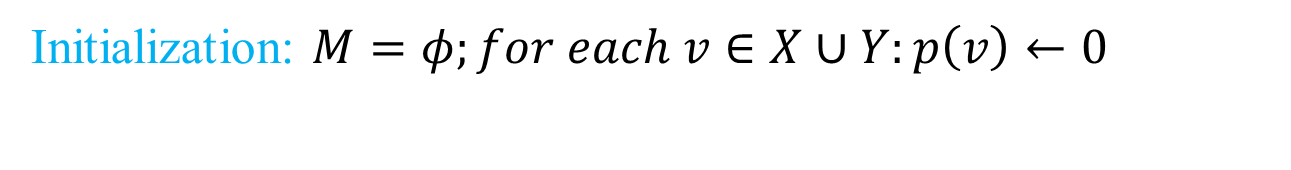 Initialization: M = ϕ; for each v ∈ X ∪ Y: p(v) ← 0